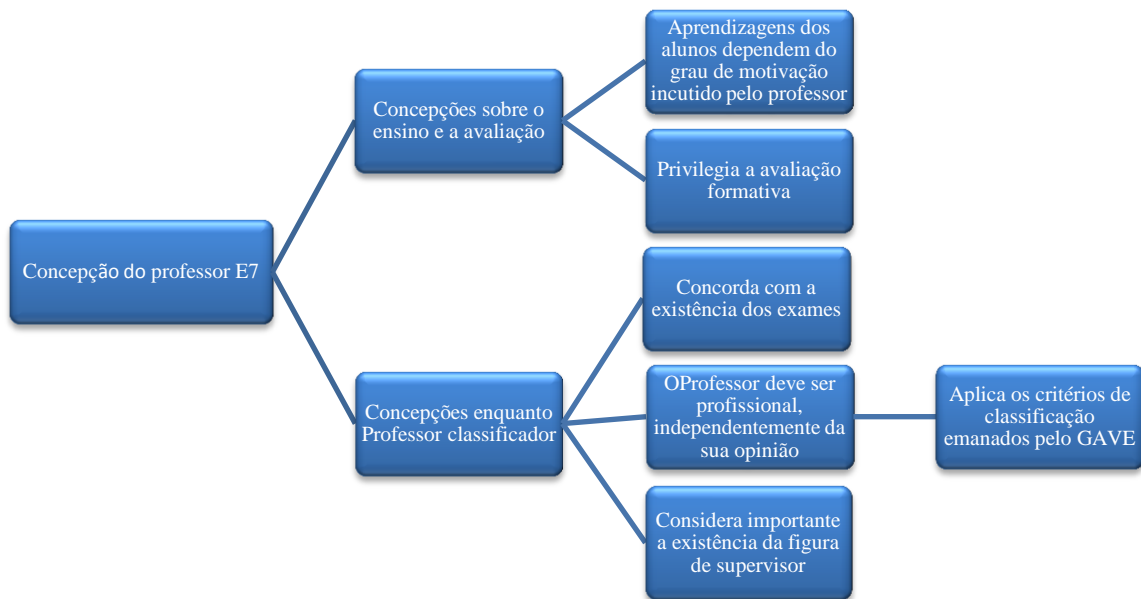 Aprendizagens dos
alunos dependem do
grau de motivação
incutido pelo professor
Concepções sobre o
ensino e a avaliação
Privilegia a avaliação
formativa
Concepção do professor E7
Concorda com a
existência dos exames
Concepções enquanto
Professor classificador
OProfessor deve ser
profissional,
independentemente da
sua opinião
Aplica os critérios de
classificação
emanados pelo GAVE
Considera importante
a existência da figura
de supervisor